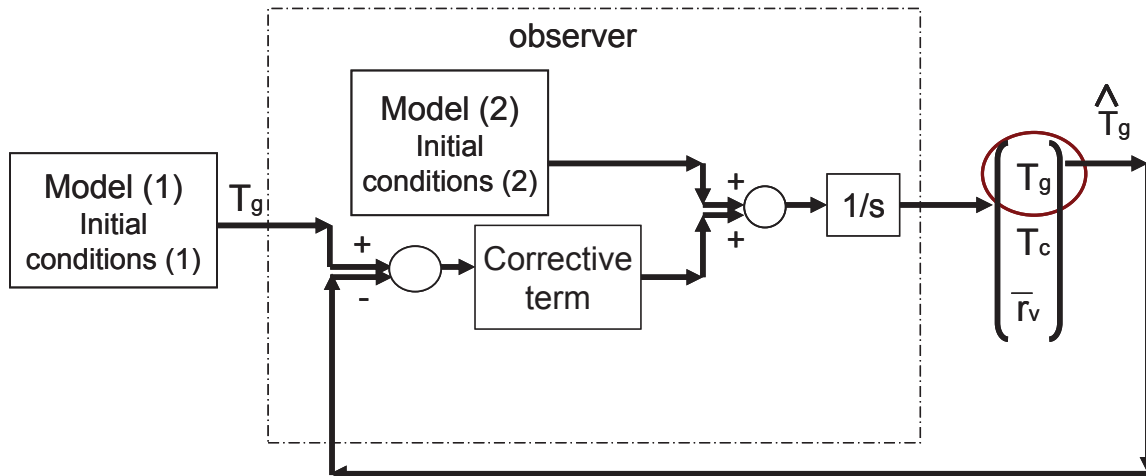 observer
Model (2)
Initial
conditions (2)
Model (1)
Initial
conditions (1)
Tg
+
-
Corrective
term
+
+
1/s
T̂g
Tg
Tc
r̅v